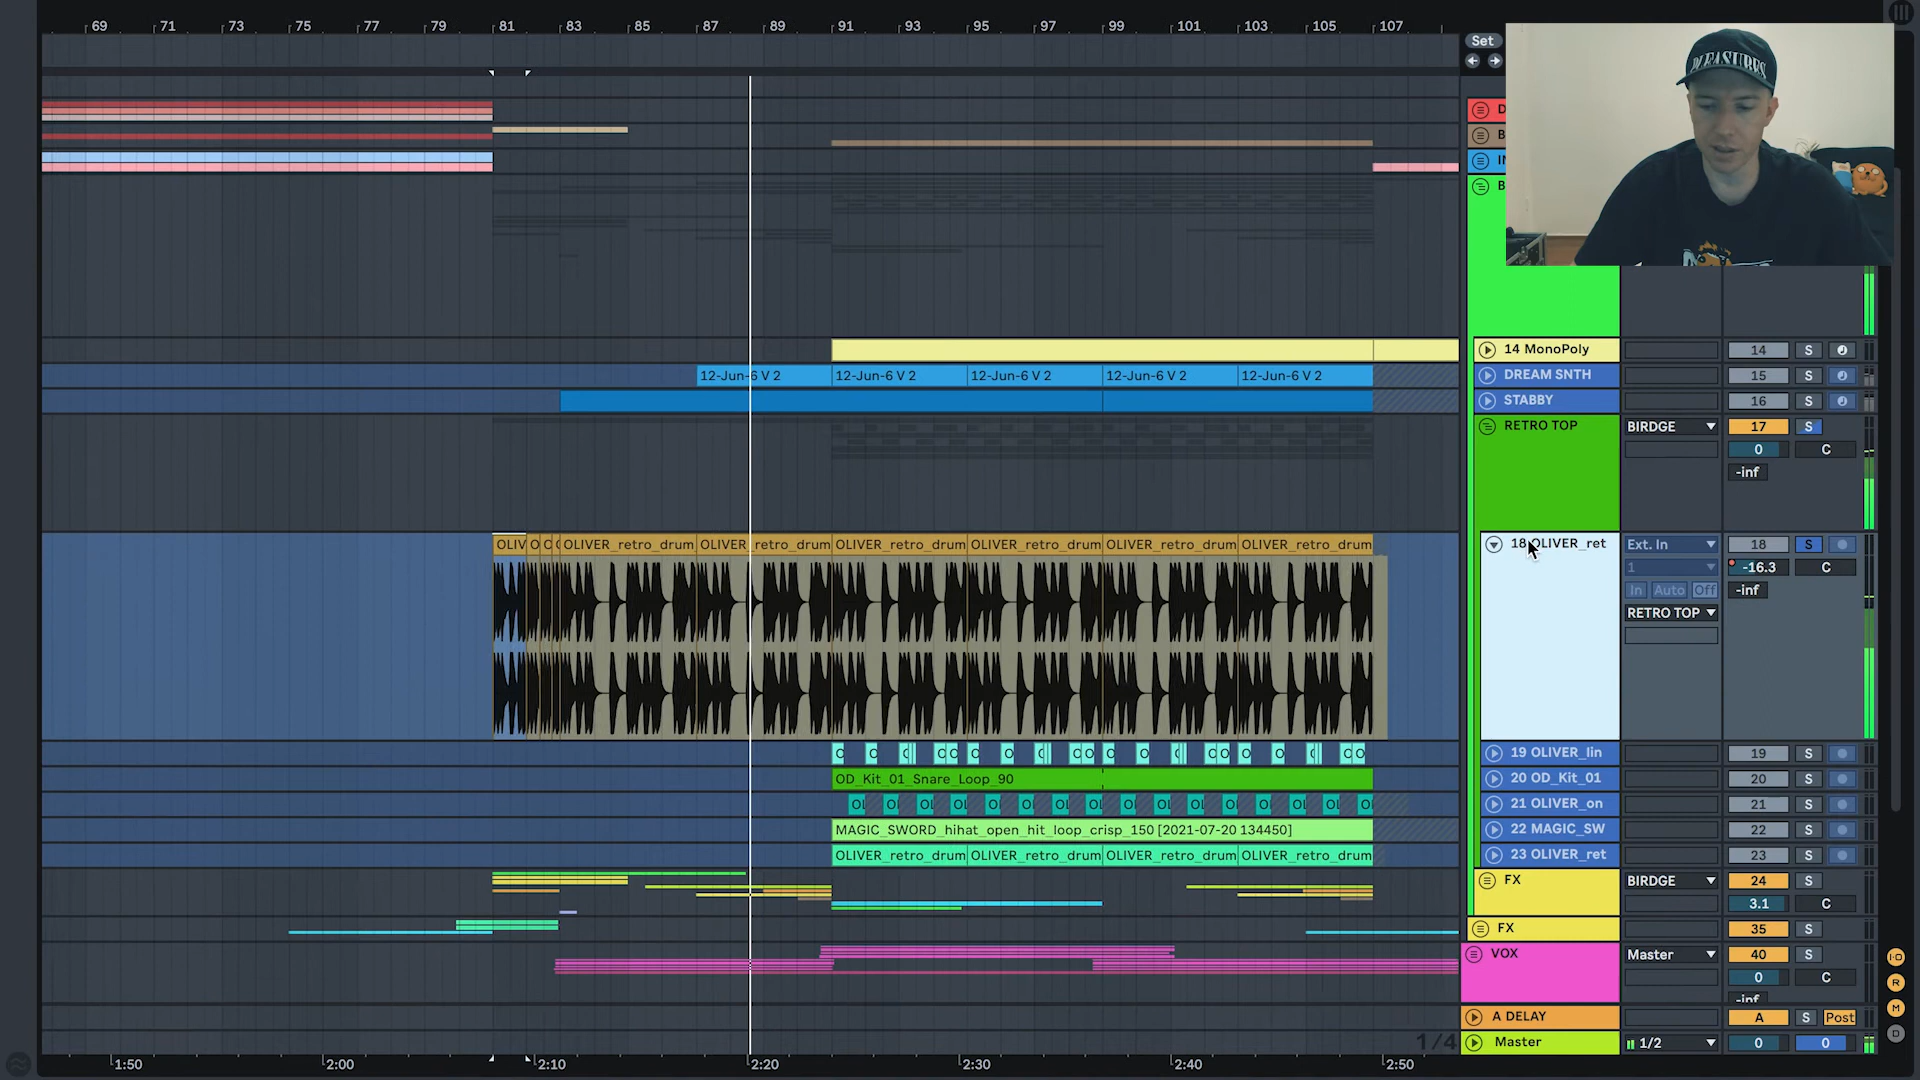 69 71 73 75 77 79 81 83 85 87 89 91 93 95 97 99 101 103 105 107
Set
PLEASURES
D
B
IN
B
14 MonoPoly 14 S
12-Jun-6 V 2 12-Jun-6 V 2 12-Jun-6 V 2 12-Jun-6 V 2 12-Jun-6 V 2 DREAM SNTH 15 S
STABBY 16 S
RETRO TOP BIRDGE 17 S
0 C
-inf
OLIV O O OLIVER_retro_drum OLIVER_retro_drum OLIVER_retro_drum OLIVER_retro_drum OLIVER_retro_drum OLIVER_retro_drum 18 OLIVER_ret Ext. In 18 S
1 -16.3 C
In Auto Off -inf
RETRO TOP
19 OLIVER_lin 19 S
OD_Kit_01_Snare_Loop_90 20 OD_Kit_01 20 S
21 OLIVER_on 21 S
MAGIC_SWORD_hihat_open_hit_loop_crisp_150 [2021-07-20 134450] 22 MAGIC_SW 22 S
OLIVER_retro_drum OLIVER_retro_drum OLIVER_retro_drum OLIVER_retro_drum 23 OLIVER_ret 23 S
FX BIRDGE 24 S
3.1 C
FX 35 S
VOX Master 40 S
0 C
-inf
A DELAY A S Post
1/4 Master 1/2 0 0
1:50 2:00 2:10 2:20 2:30 2:40 2:50
I·O
R
M
D